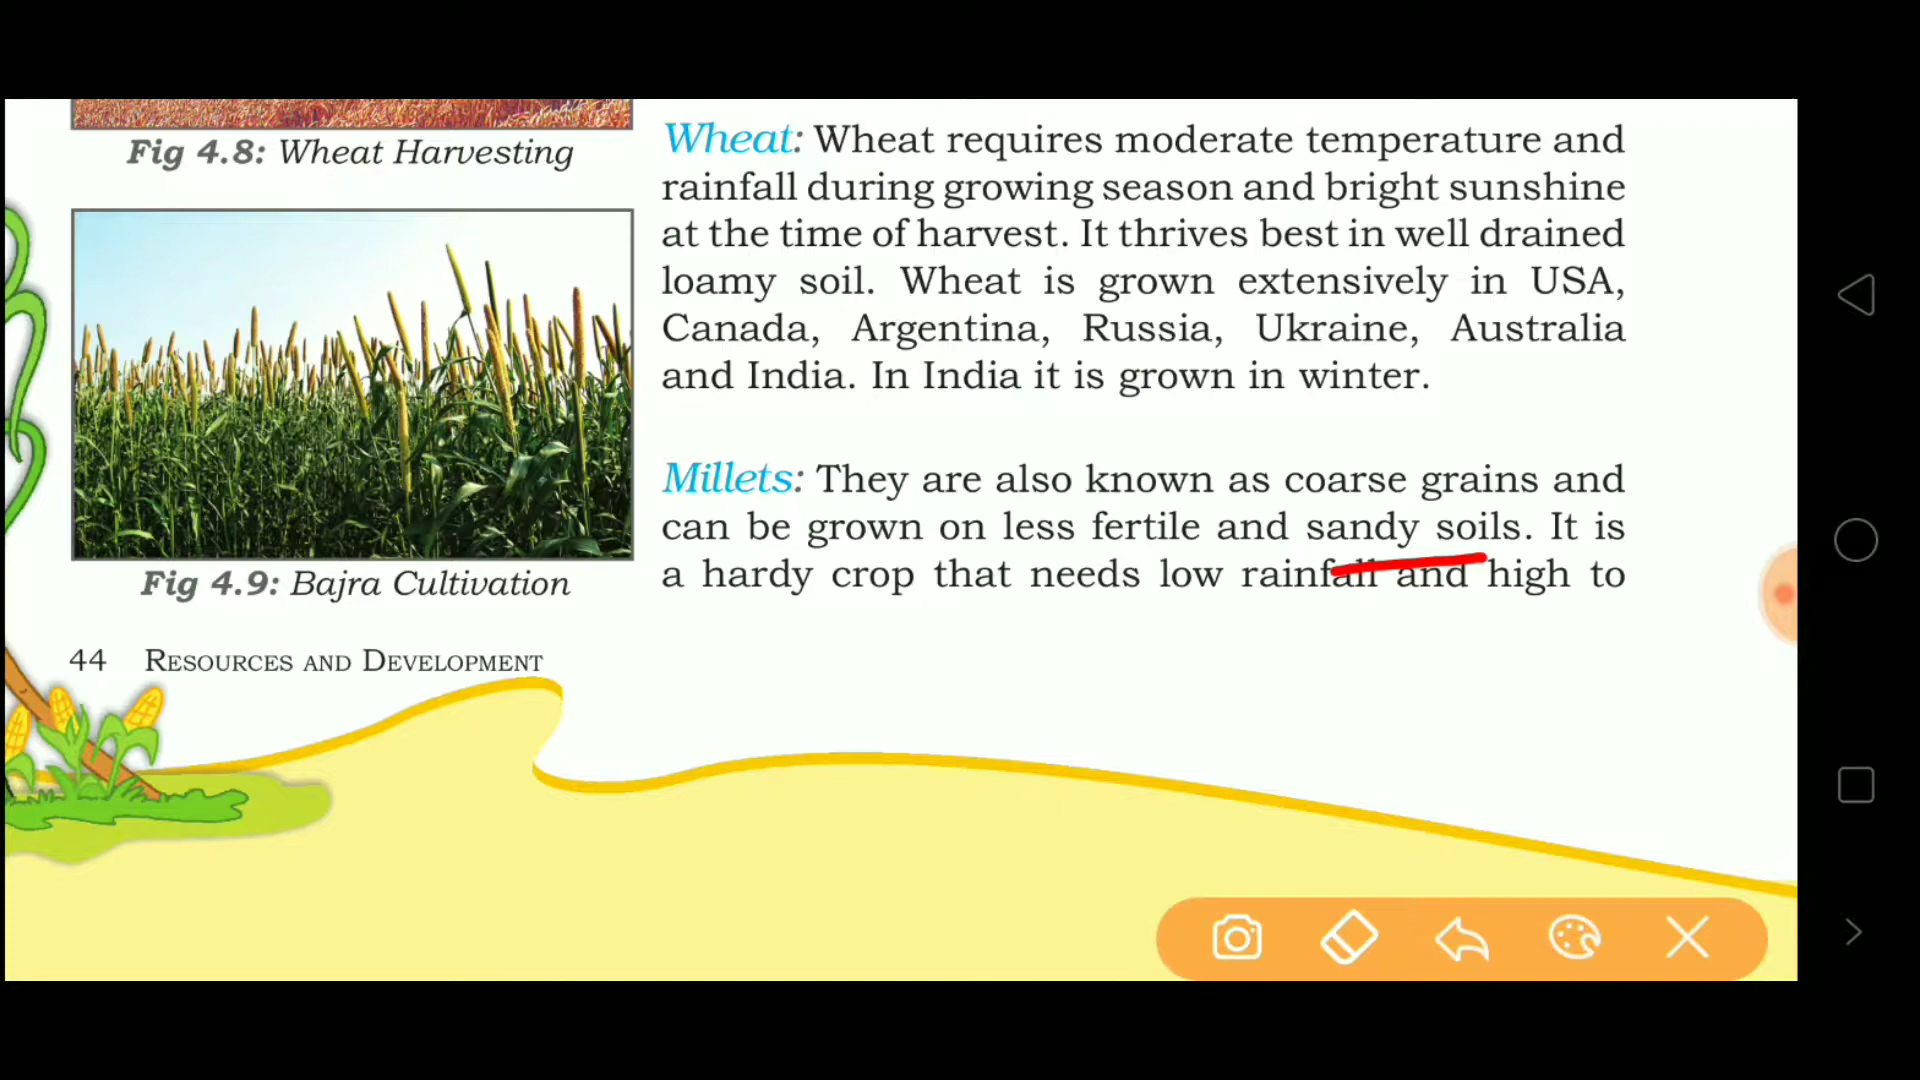 Fig 4.8: Wheat Harvesting
Fig 4.9: Bajra Cultivation
Wheat: Wheat requires moderate temperature and
rainfall during growing season and bright sunshine
at the time of harvest. It thrives best in well drained
loamy soil. Wheat is grown extensively in USA,
Canada, Argentina, Russia, Ukraine, Australia
and India. In India it is grown in winter.
Millets: They are also known as coarse grains and
can be grown on less fertile and sandy soils. It is
a hardy crop that needs low rainfall and high to
44 Resources and Development